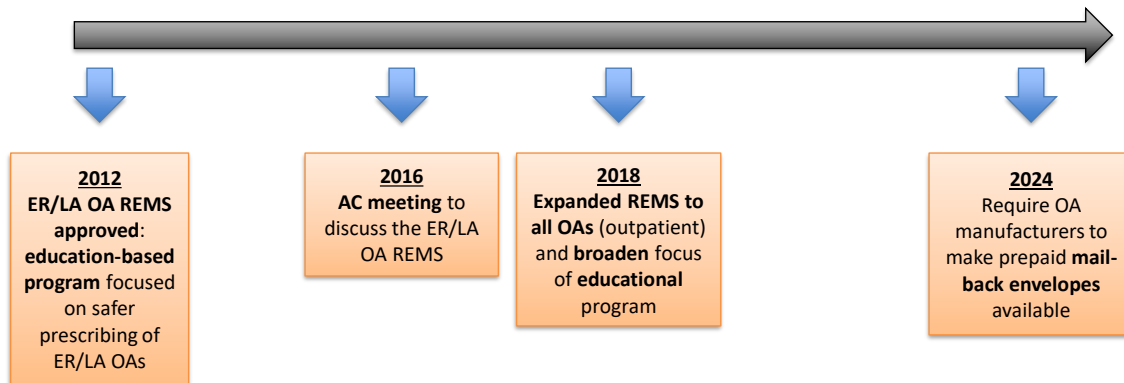 2012
ER/LA OA REMS
approved:
education-based
program focused
on safer
prescribing of
ER/LA OAs
2016
AC meeting to
discuss the ER/LA
OA REMS
2018
Expanded REMS to
all OAs (outpatient)
and broaden focus
of educational
program
2024
Require OA
manufacturers to
make prepaid mail-
back envelopes
available